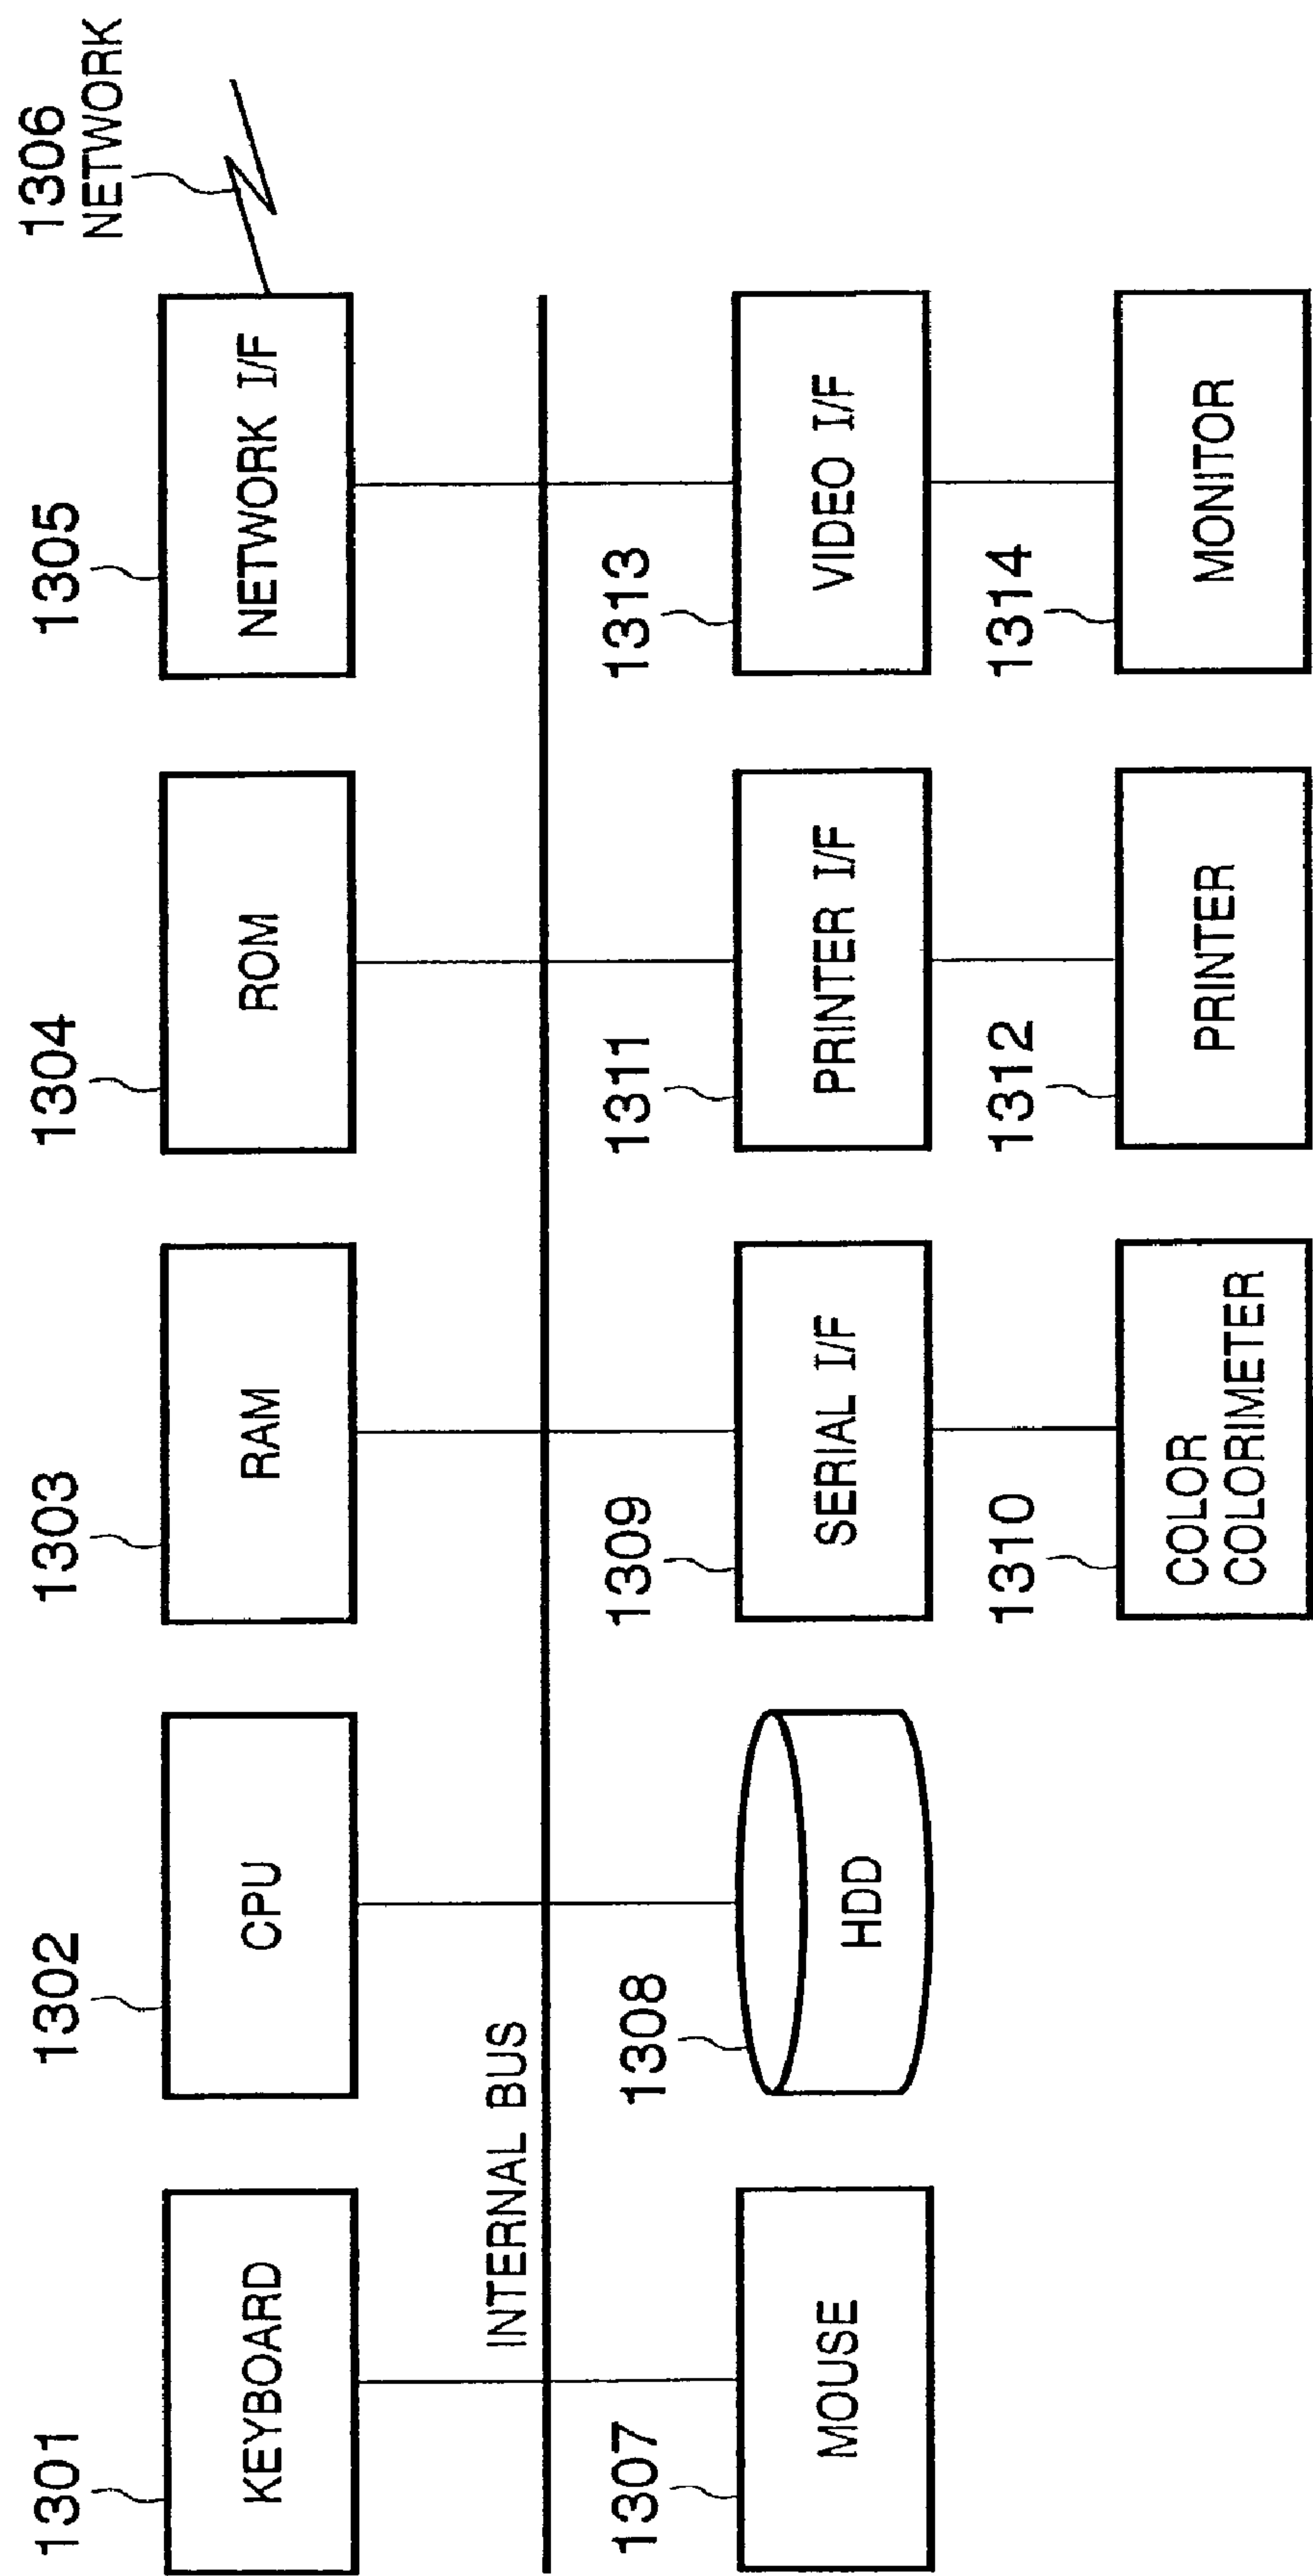 1306
NETWORK
1301
1302
1303
1304
1305
KEYBOARD
CPU
RAM
ROM
NETWORK I/F
INTERNAL BUS
1307
1308
1309
1311
1313
MOUSE
HDD
SERIAL I/F
PRINTER I/F
VIDEO I/F
1310
1312
1314
COLOR
COLORIMETER
PRINTER
MONITOR